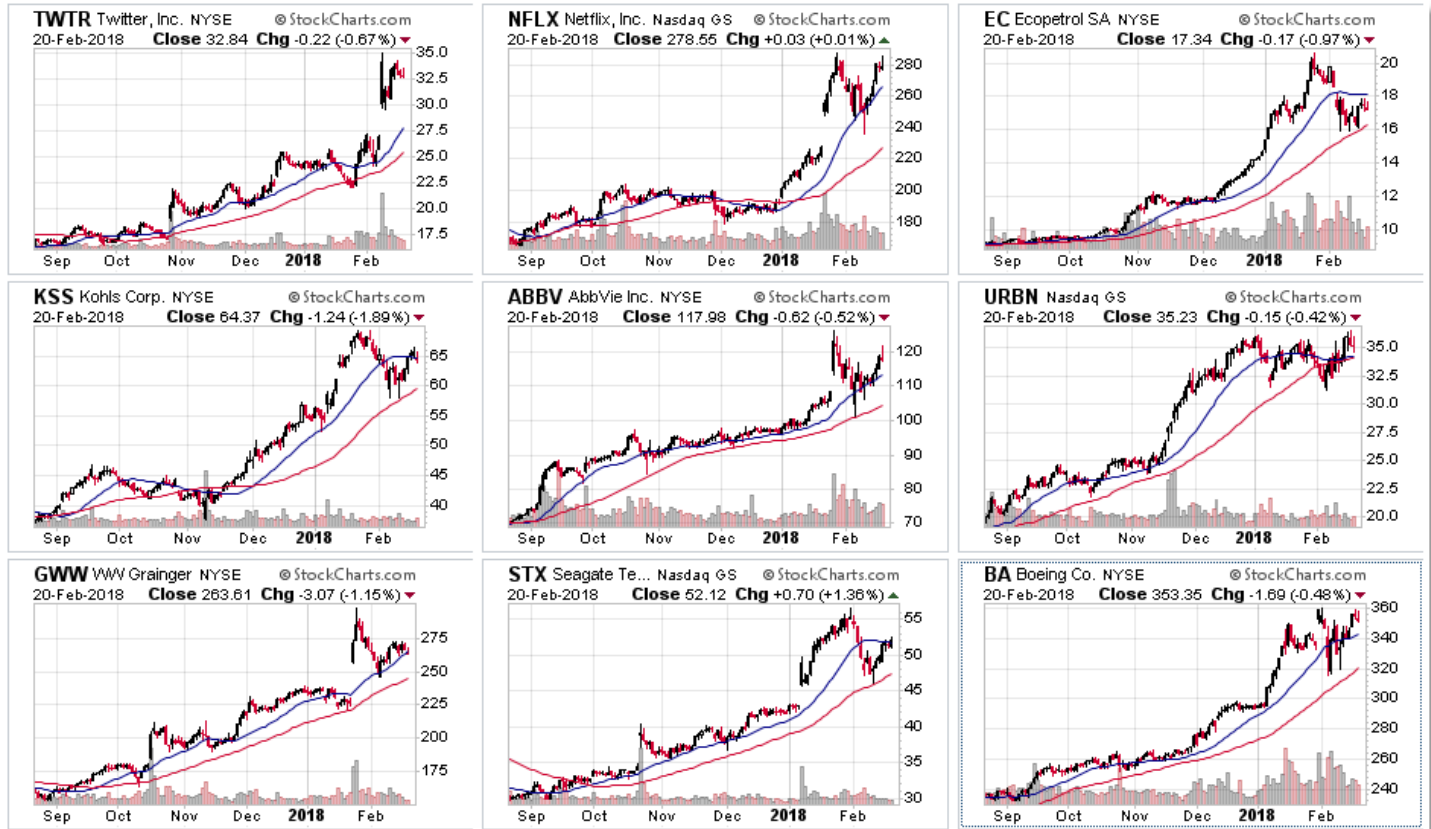 TWTR Twitter, Inc. NYSE © StockCharts.com
20-Feb-2018 Close 32.84 Chg -0.22 (-0.67%)
35.0
32.5
30.0
27.5
25.0
22.5
20.0
17.5
Sep Oct Nov Dec 2018 Feb
NFLX Netflix, Inc. Nasdaq GS © StockCharts.com
20-Feb-2018 Close 278.55 Chg +0.03 (+0.01%)
280
260
240
220
200
180
Sep Oct Nov Dec 2018 Feb
EC Ecopetrol SA NYSE © StockCharts.com
20-Feb-2018 Close 17.34 Chg -0.17 (-0.97%)
20
18
16
14
12
10
Sep Oct Nov Dec 2018 Feb
KSS Kohls Corp. NYSE © StockCharts.com
20-Feb-2018 Close 64.37 Chg -1.24 (-1.89%)
65
60
55
50
45
40
Sep Oct Nov Dec 2018 Feb
ABBV AbbVie Inc. NYSE © StockCharts.com
20-Feb-2018 Close 117.98 Chg -0.62 (-0.52%)
120
110
100
90
80
70
Sep Oct Nov Dec 2018 Feb
URBN Nasdaq GS © StockCharts.com
20-Feb-2018 Close 35.23 Chg -0.15 (-0.42%)
35.0
32.5
30.0
27.5
25.0
22.5
20.0
Sep Oct Nov Dec 2018 Feb
GWW WW Grainger NYSE © StockCharts.com
20-Feb-2018 Close 263.61 Chg -3.07 (-1.15%)
275
250
225
200
175
Sep Oct Nov Dec 2018 Feb
STX Seagate Te... Nasdaq GS © StockCharts.com
20-Feb-2018 Close 52.12 Chg +0.70 (+1.36%)
55
50
45
40
35
30
Sep Oct Nov Dec 2018 Feb
BA Boeing Co. NYSE © StockCharts.com
20-Feb-2018 Close 353.35 Chg -1.69 (-0.48%)
360
340
320
300
280
260
240
Sep Oct Nov Dec 2018 Feb